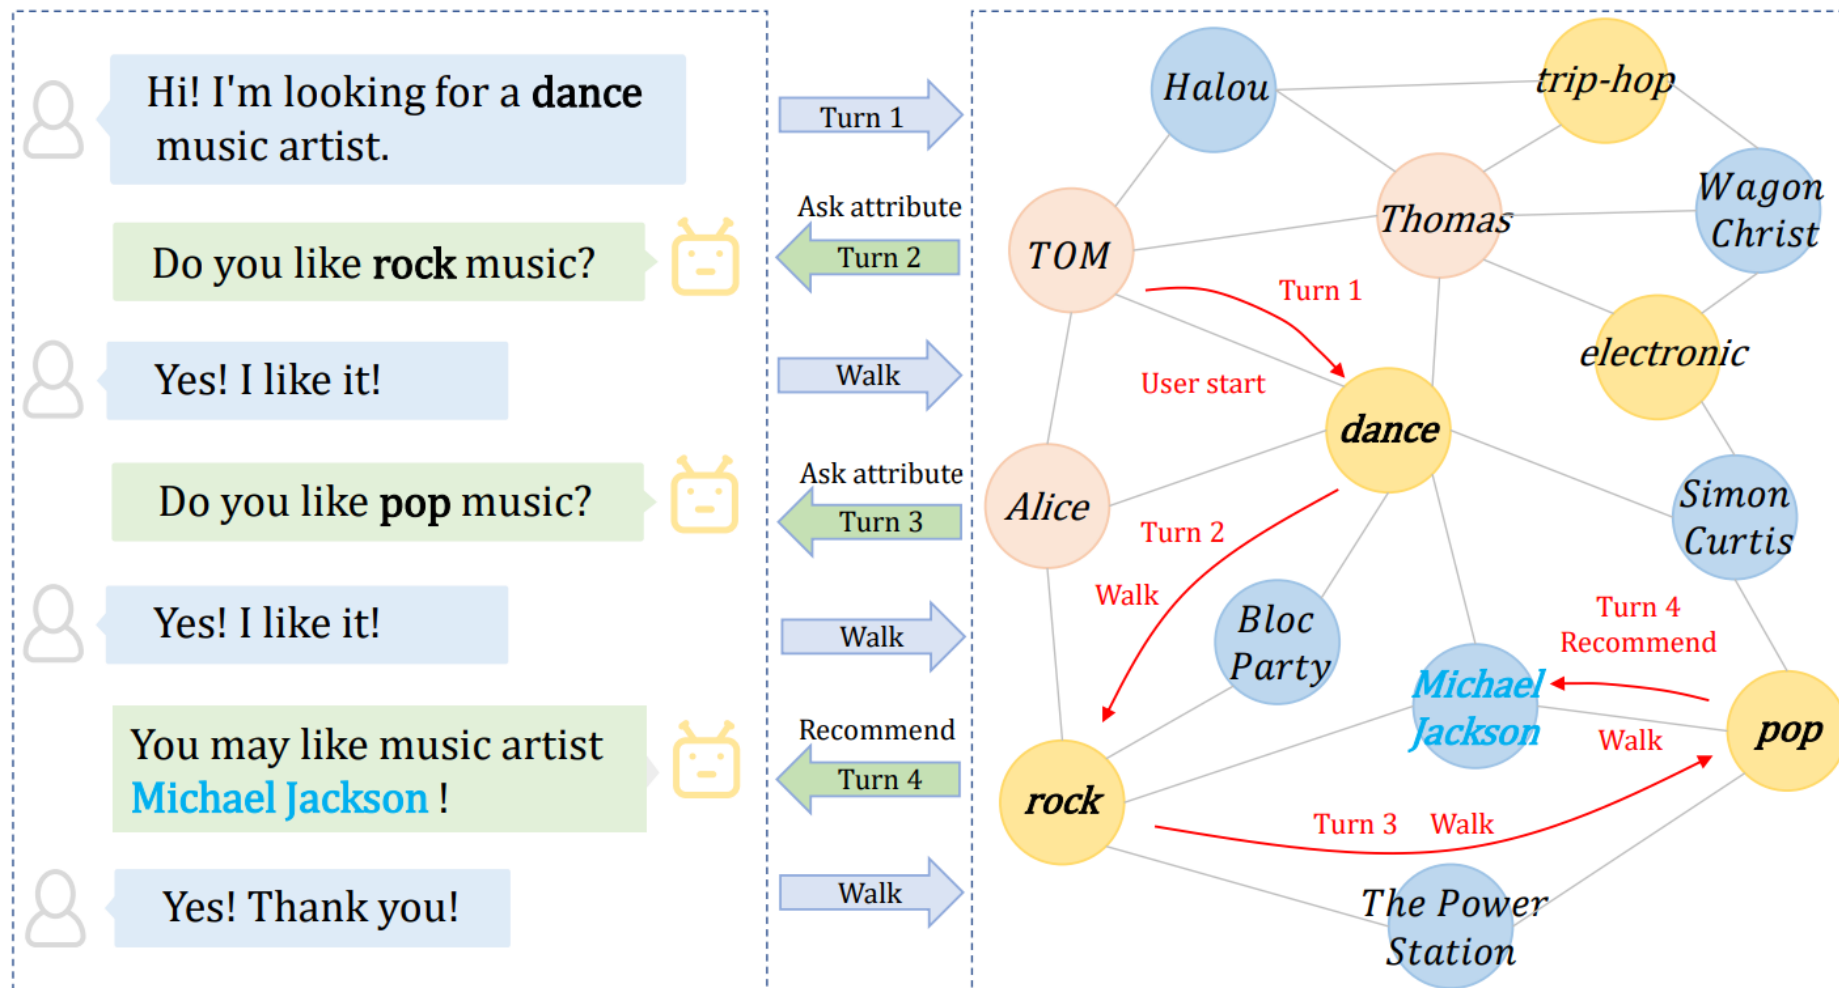 Hi! I'm looking for a dance
music artist.
Do you like rock music?
Yes! I like it!
Do you like pop music?
Yes! I like it!
You may like music artist
Michael Jackson !
Yes! Thank you!
Turn 1
Ask attribute
Turn 2
Walk
Ask attribute
Turn 3
Walk
Recommend
Turn 4
Walk
Halou
trip-hop
Wagon
Christ
Thomas
TOM
Turn 1
User start
electronic
dance
Alice
Simon
Curtis
Turn 2
Walk
Bloc
Party
Turn 4
Recommend
Michael
Jackson
Walk
pop
rock
Turn 3 Walk
The Power
Station